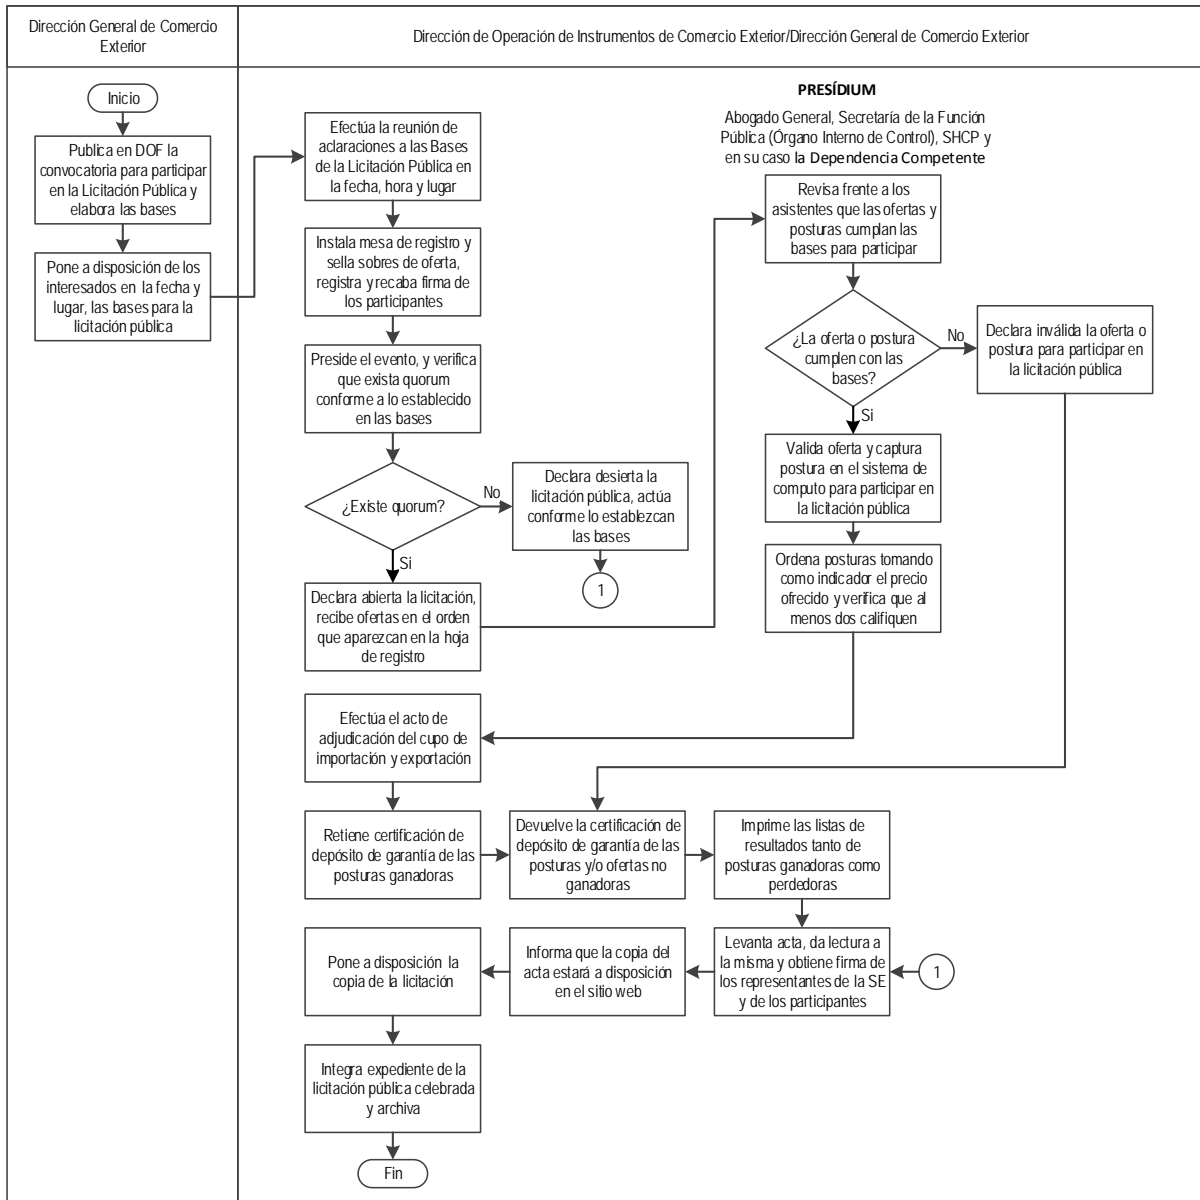 Dirección General de Comercio
Exterior
Dirección de Operación de Instrumentos de Comercio Exterior/Dirección General de Comercio Exterior
Inicio
Publica en DOF la
convocatoria para participar
en la Licitación Pública y
elabora las bases
Pone a disposición de los
interesados en la fecha y
lugar, las bases para la
licitación pública
Efectúa la reunión de
aclaraciones a las Bases
de la Licitación Pública en
la fecha, hora y lugar
Instala mesa de registro y
sella sobres de oferta,
registra y recaba firma de
los participantes
Preside el evento, y verifica
que exista quorum
conforme a lo establecido
en las bases
¿Existe quorum?
No
Declara desierta la
licitación pública, actúa
conforme lo establezcan
las bases
1
Si
Declara abierta la licitación,
recibe ofertas en el orden
que aparezcan en la hoja
de registro
PRESÍDIUM
Abogado General, Secretaría de la Función
Pública (Órgano Interno de Control), SHCP y
en su caso la Dependencia Competente
Revisa frente a los
asistentes que las ofertas y
posturas cumplan las
bases para participar
¿La oferta o postura
cumplen con las
bases?
No
Declara inválida la oferta o
postura para participar en
la licitación pública
Si
Valida oferta y captura
postura en el sistema de
computo para participar en
la licitación pública
Ordena posturas tomando
como indicador el precio
ofrecido y verifica que al
menos dos califiquen
Efectúa el acto de
adjudicación del cupo de
importación y exportación
Retiene certificación de
depósito de garantía de las
posturas ganadoras
Devuelve la certificación de
depósito de garantía de las
posturas y/o ofertas no
ganadoras
Imprime las listas de
resultados tanto de
posturas ganadoras como
perdedoras
Levanta acta, da lectura a
la misma y obtiene firma de
los representantes de la SE
y de los participantes
1
Informa que la copia del
acta estará a disposición
en el sitio web
Pone a disposición la
copia de la licitación
Integra expediente de la
licitación pública celebrada
y archiva
Fin